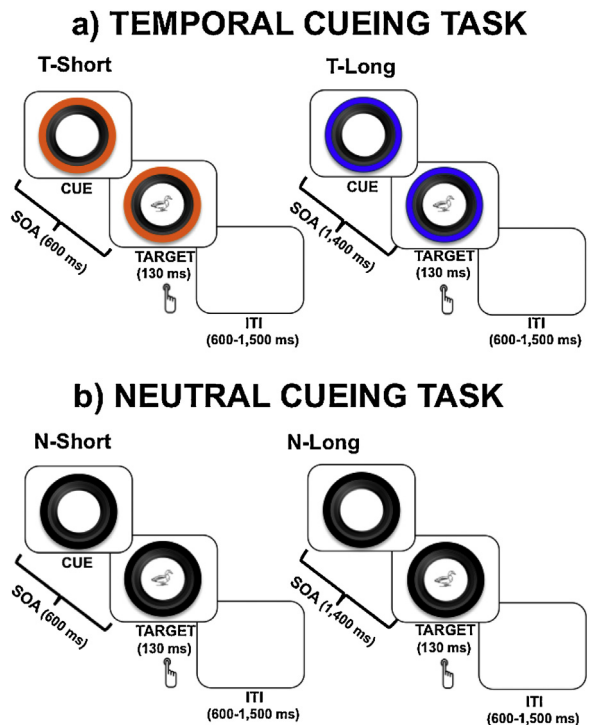 a) TEMPORAL CUEING TASK
T-Short
CUE
SOA (600 ms)
TARGET
(130 ms)
ITI
(600-1,500 ms)
T-Long
CUE
SOA (1,400 ms)
TARGET
(130 ms)
ITI
(600-1,500 ms)
b) NEUTRAL CUEING TASK
N-Short
CUE
SOA (600 ms)
TARGET
(130 ms)
ITI
(600-1,500 ms)
N-Long
SOA (1,400 ms)
TARGET
(130 ms)
ITI
(600-1,500 ms)